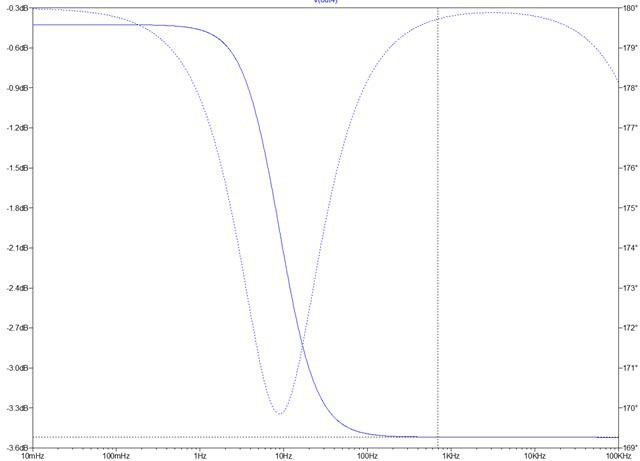 V(out4)
-0.3dB
-0.6dB
-0.9dB
-1.2dB
-1.5dB
-1.8dB
-2.1dB
-2.4dB
-2.7dB
-3.0dB
-3.3dB
-3.6dB
180°
179°
178°
177°
176°
175°
174°
173°
172°
171°
170°
169°
10mHz
100mHz
1Hz
10Hz
100Hz
1KHz
10KHz
100KHz